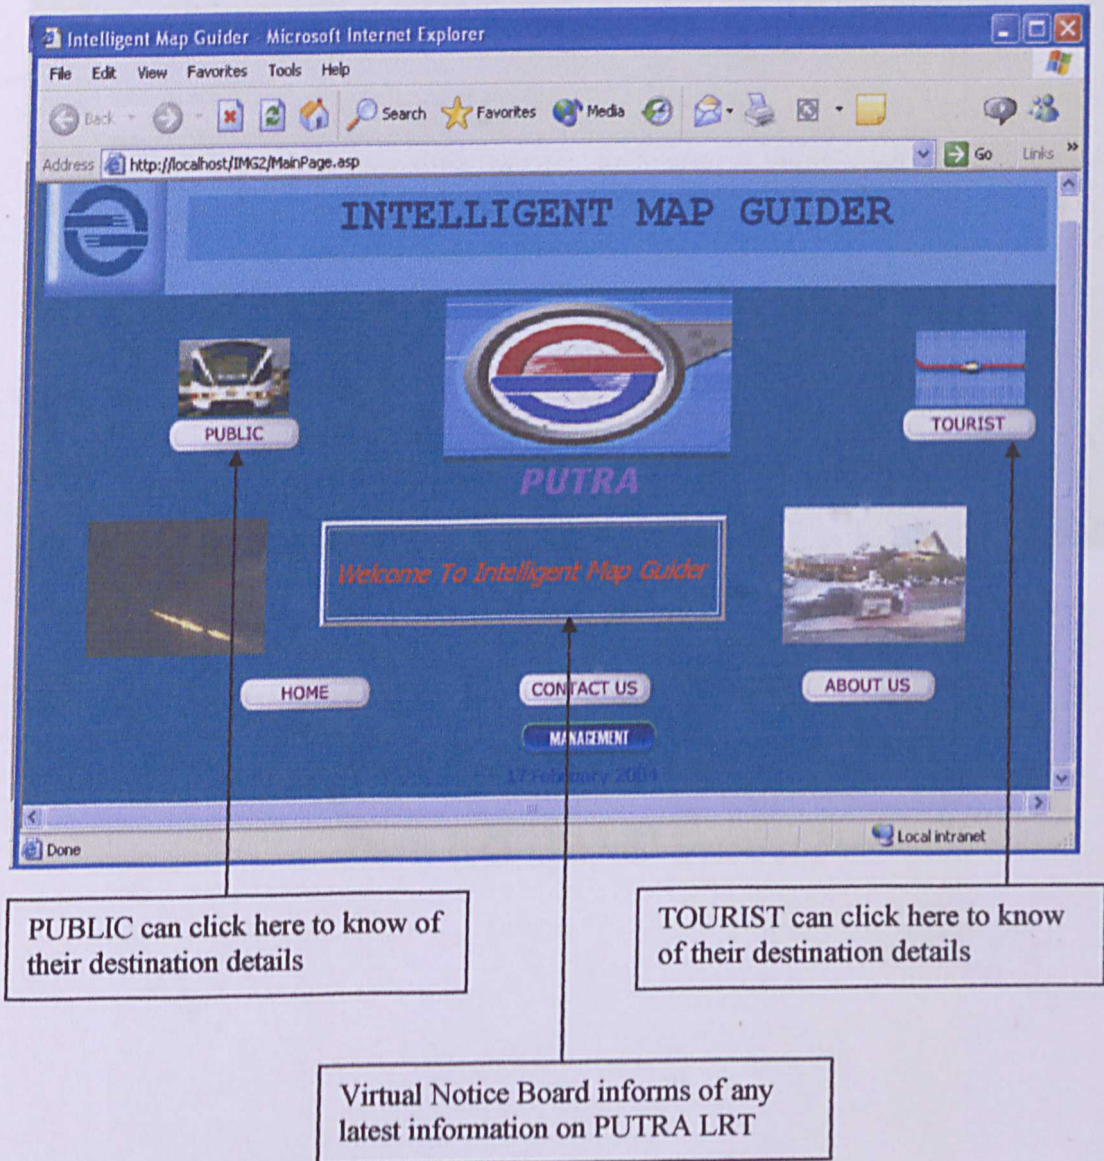 Intelligent Map Guider - Microsoft Internet Explorer
File Edit View Favorites Tools Help
Back Search Favorites Media
Address http://localhost/IMG2/MainPage.asp Go Links »
INTELLIGENT MAP GUIDER
PUBLIC
TOURIST
PUTRA
Welcome To Intelligent Map Guider
HOME
CONTACT US
ABOUT US
MANAGEMENT
17 February 2004
Done
Local intranet
PUBLIC can click here to know of
their destination details
TOURIST can click here to know
of their destination details
Virtual Notice Board informs of any
latest information on PUTRA LRT